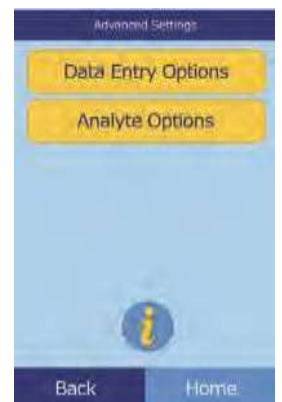 Advanced Settings
Data Entry Options
Analyte Options
i
Back Home